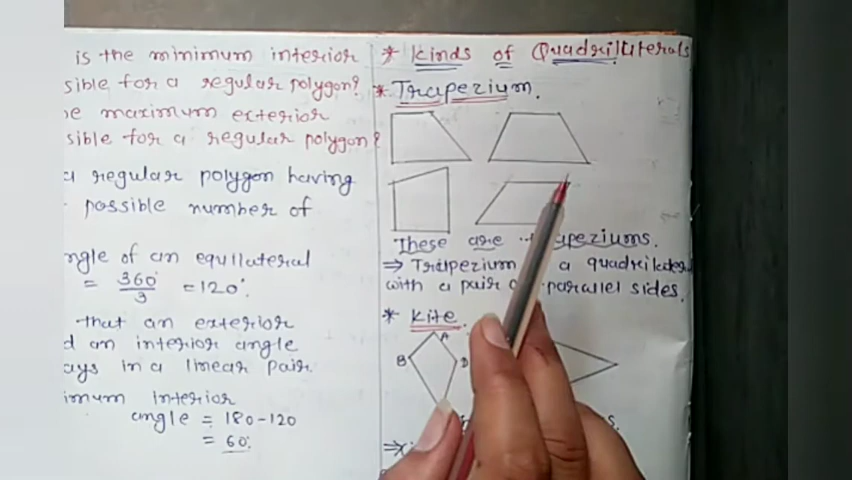 is the minimum interior
sible for a regular polygon?
maximum exterior
sible for a regular polygon?
a regular polygon having
possible number of
ngle of an equilateral
= 360°/3 = 120°.
that an exterior
d an interior angle
ays in a linear pair
imum interior
angle = 180-120
= 60°.
* Kinds of Quadrilaterals
* Trapezium.
These are trapeziums.
⇒ Trapezium a quadrilateral
with a pair parallel sides.
* Kite.
A
B
D